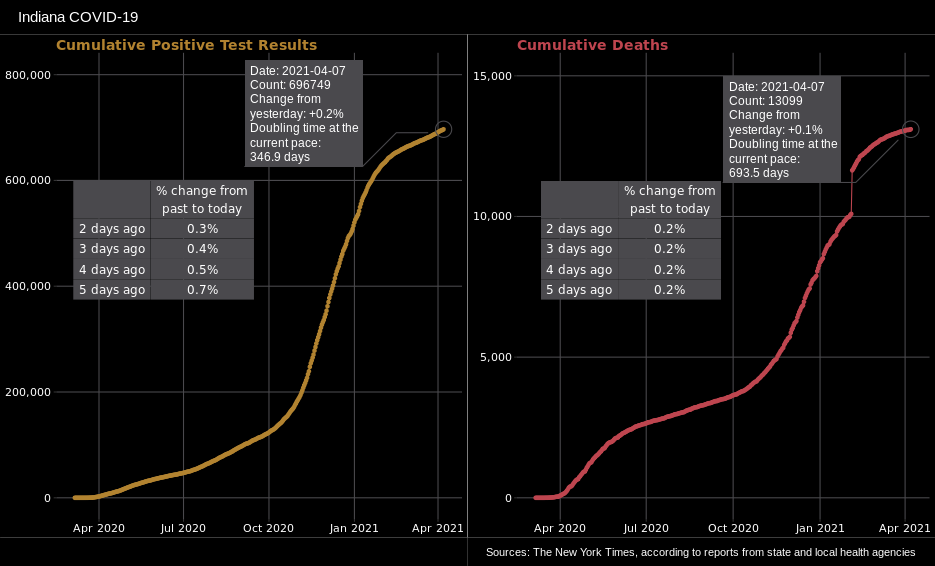 Indiana COVID-19
Cumulative Positive Test Results
800,000
600,000
400,000
200,000
0
Apr 2020
Jul 2020
Oct 2020
Jan 2021
Apr 2021
Date: 2021-04-07
Count: 696749
Change from
yesterday: +0.2%
Doubling time at the
current pace:
346.9 days
% change from
past to today
2 days ago 0.3%
3 days ago 0.4%
4 days ago 0.5%
5 days ago 0.7%
Cumulative Deaths
15,000
10,000
5,000
0
Apr 2020
Jul 2020
Oct 2020
Jan 2021
Apr 2021
Date: 2021-04-07
Count: 13099
Change from
yesterday: +0.1%
Doubling time at the
current pace:
693.5 days
% change from
past to today
2 days ago 0.2%
3 days ago 0.2%
4 days ago 0.2%
5 days ago 0.2%
Sources: The New York Times, according to reports from state and local health agencies